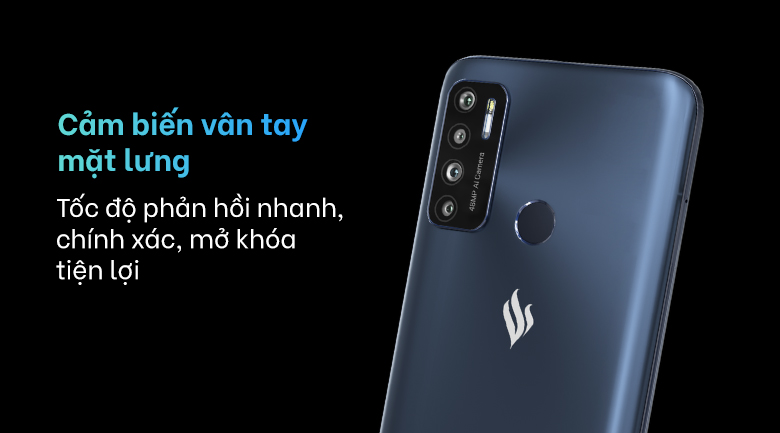 Cảm biến vân tay
mặt lưng
Tốc độ phản hồi nhanh,
chính xác, mở khóa
tiện lợi
48MP AI Camera